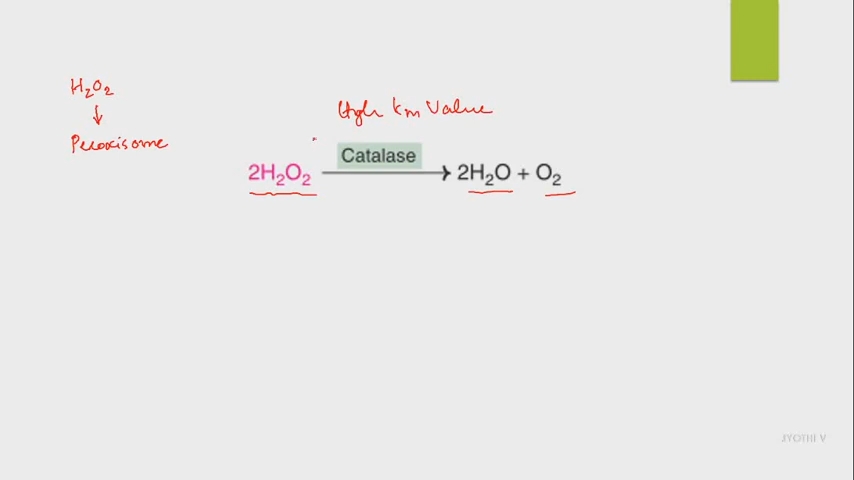 H₂O₂
↓
High km Value
Peroxisome
Catalase
2H₂O₂ → 2H₂O + O₂
JYOTHI V